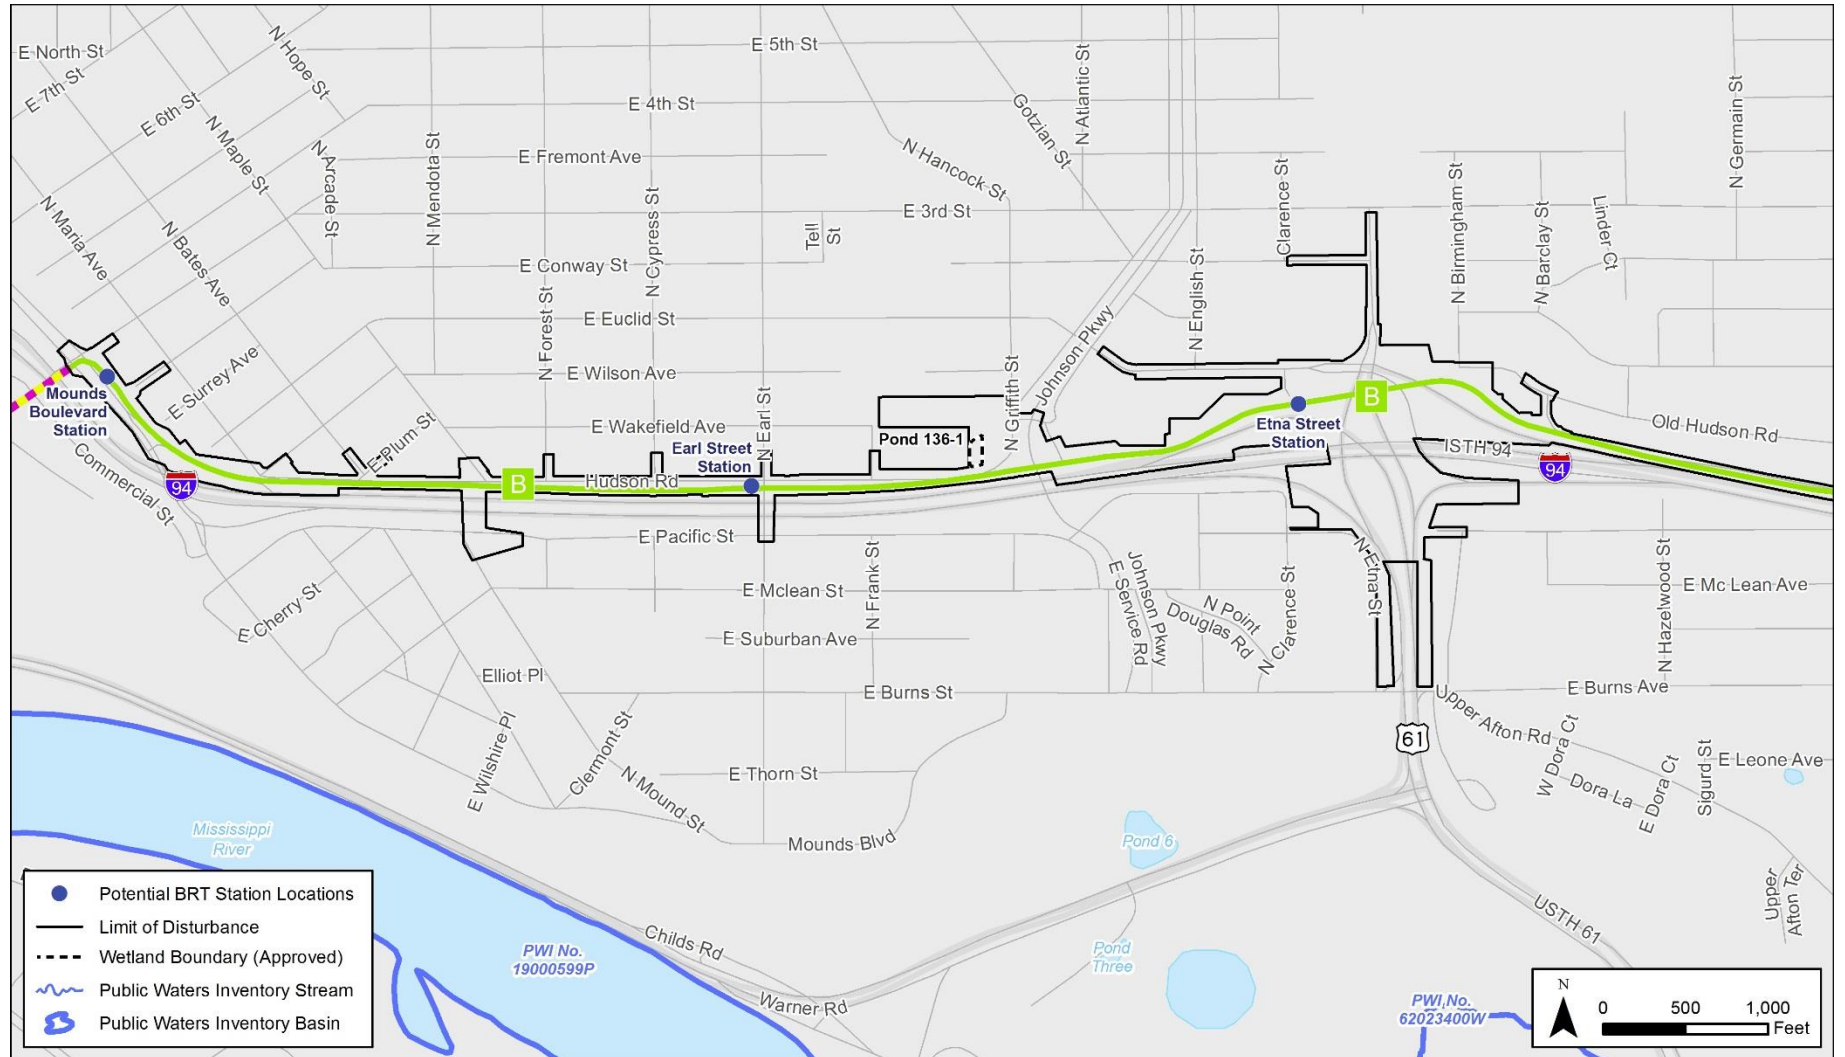 E North St
E 7th St
N Hope St
E 6th St
N Maple St
E 5th St
E 4th St
N Arcade St
N Mendota St
E Fremont Ave
N Cypress St
Gotzian St
N Atlantic St
N Hancock St
E 3rd St
Tell
St
Clarence St
N Germain St
N Birmingham St
N Barclay St
Linder Ct
N Maria Ave
N Bates Ave
E Conway St
N Forest St
E Euclid St
N English St
Johnson Pkwy
N Griffith St
E Surrey Ave
E Wilson Ave
N Earl St
E Plum St
E Wakefield Ave
Mounds
Boulevard
Station
Earl Street
Station
Pond 136-1
Etna Street
Station
B
Old Hudson Rd
ISTH 94
94
Commercial St
94
B
Hudson Rd
E Pacific St
N Frank St
E Mclean St
E Suburban Ave
E Cherry St
Johnson Pkwy
E Service Rd
N Point
Douglas Rd
N Clarence St
N Etna St
N Hazelwood St
E Mc Lean Ave
Elliot Pl
E Burns St
E Burns Ave
Upper Afton Rd
61
E Wilshire Pl
Clermont St
N Mound St
E Thorn St
Mounds Blvd
W Dora Ct
Dora La
E Dora Ct
Sigurd St
E Leone Ave
Mississippi
River
Pond 6
Upper
Afton Ter
USTH 61
Childs Rd
Pond
Three
PWI No.
19000599P
Warner Rd
PWI No.
62023400W
Potential BRT Station Locations
Limit of Disturbance
Wetland Boundary (Approved)
Public Waters Inventory Stream
Public Waters Inventory Basin
N
0 500 1,000
Feet